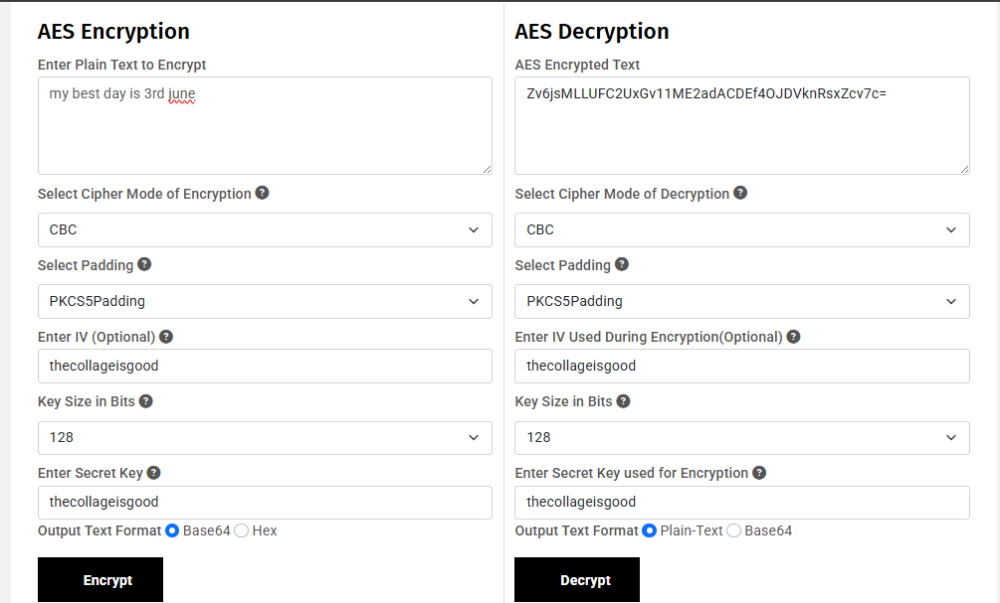 AES Encryption
Enter Plain Text to Encrypt
my best day is 3rd june
Select Cipher Mode of Encryption ?
CBC
Select Padding ?
PKCS5Padding
Enter IV (Optional) ?
thecollageisgood
Key Size in Bits ?
128
Enter Secret Key ?
thecollageisgood
Output Text Format Base64 Hex
Encrypt
AES Decryption
AES Encrypted Text
Zv6jsMLLUFC2UxGv11ME2adACDEf4OJDVknRsxZcv7c=
Select Cipher Mode of Decryption ?
CBC
Select Padding ?
PKCS5Padding
Enter IV Used During Encryption(Optional) ?
thecollageisgood
Key Size in Bits ?
128
Enter Secret Key used for Encryption ?
thecollageisgood
Output Text Format Plain-Text Base64
Decrypt